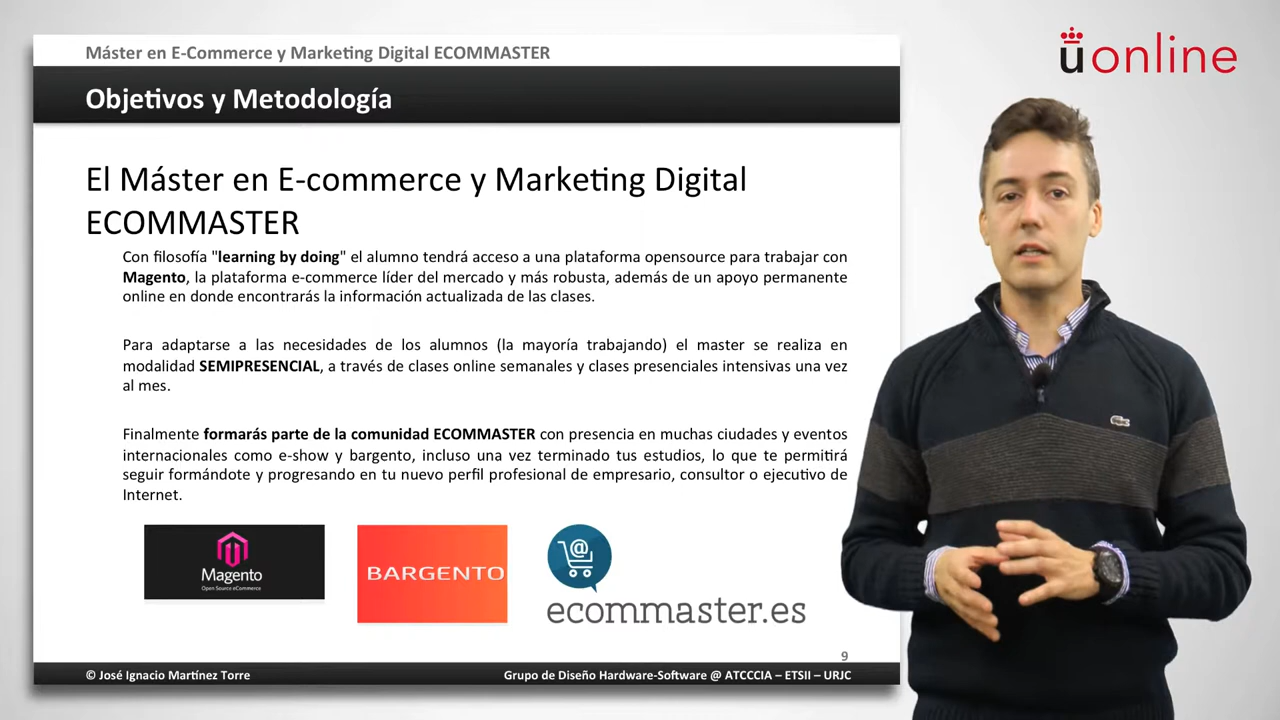 Máster en E-Commerce y Marketing Digital ECOMMASTER
Objetivos y Metodología
El Máster en E-commerce y Marketing Digital
ECOMMASTER
Con filosofía "learning by doing" el alumno tendrá acceso a una plataforma opensource para trabajar con
Magento, la plataforma e-commerce líder del mercado y más robusta, además de un apoyo permanente
online en donde encontrarás la información actualizada de las clases.
Para adaptarse a las necesidades de los alumnos (la mayoría trabajando) el master se realiza en
modalidad SEMIPRESENCIAL, a través de clases online semanales y clases presenciales intensivas una vez
al mes.
Finalmente formarás parte de la comunidad ECOMMASTER con presencia en muchas ciudades y eventos
internacionales como e-show y bargento, incluso una vez terminado tus estudios, lo que te permitirá
seguir formándote y progresando en tu nuevo perfil profesional de empresario, consultor o ejecutivo de
Internet.
Magento
Open Source eCommerce
BARGENTO
@
ecommaster.es
9
© José Ignacio Martínez Torre
Grupo de Diseño Hardware-Software @ ATCCCIA – ETSII – URJC
uonline